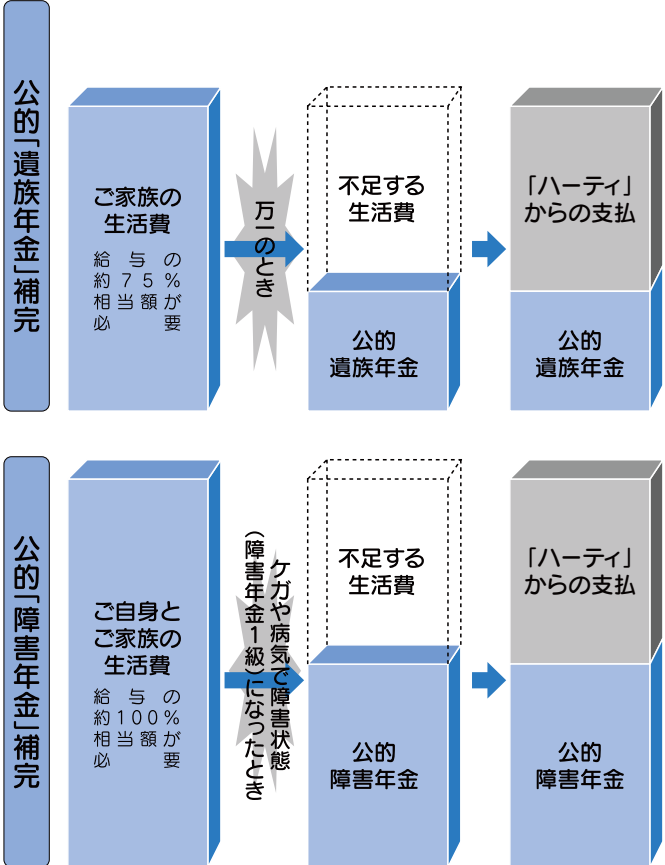 公的「遺族年金」補完
ご家族の
生活費
給与の
約75%
相当額が
必要
万一のとき
不足する
生活費
公的
遺族年金
「ハーティ」
からの支払
公的
遺族年金
公的「障害年金」補完
ご自身と
ご家族の
生活費
給与の
約100%
相当額が
必要
ケガや病気で障害状態
(障害年金1級)になったとき
不足する
生活費
公的
障害年金
「ハーティ」
からの支払
公的
障害年金